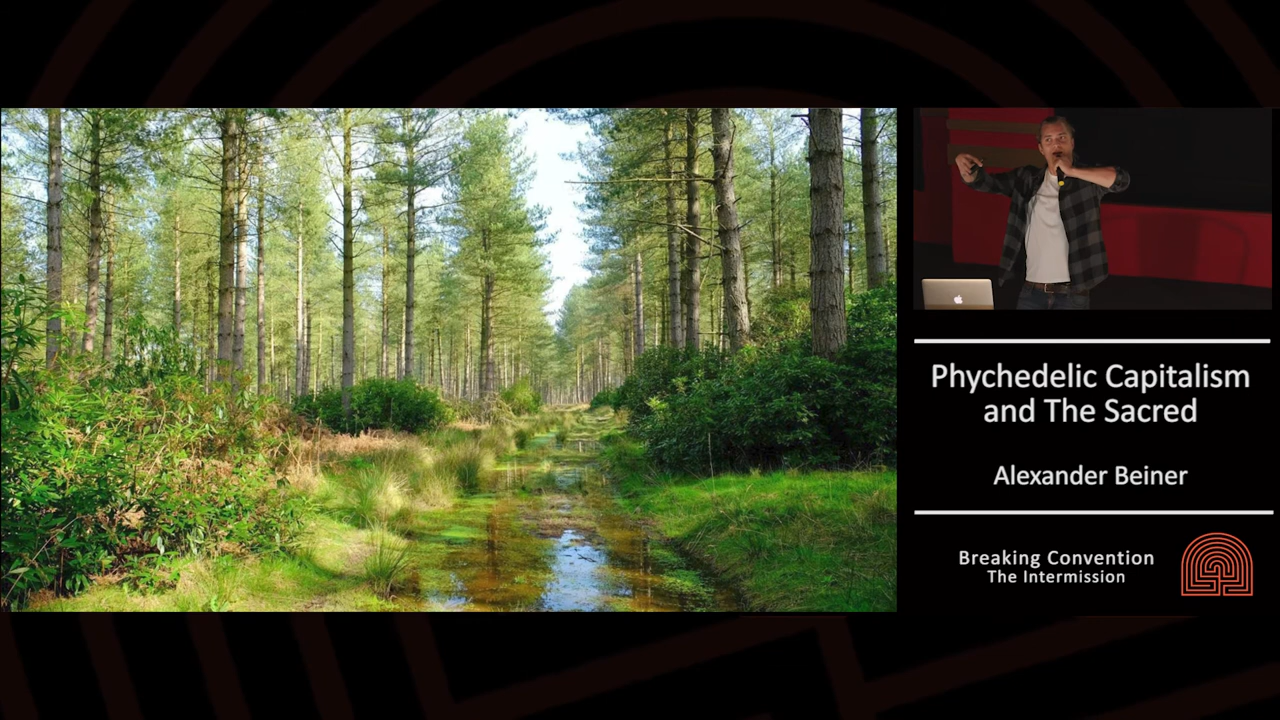 Phychedelic Capitalism
and The Sacred
Alexander Beiner
Breaking Convention
The Intermission